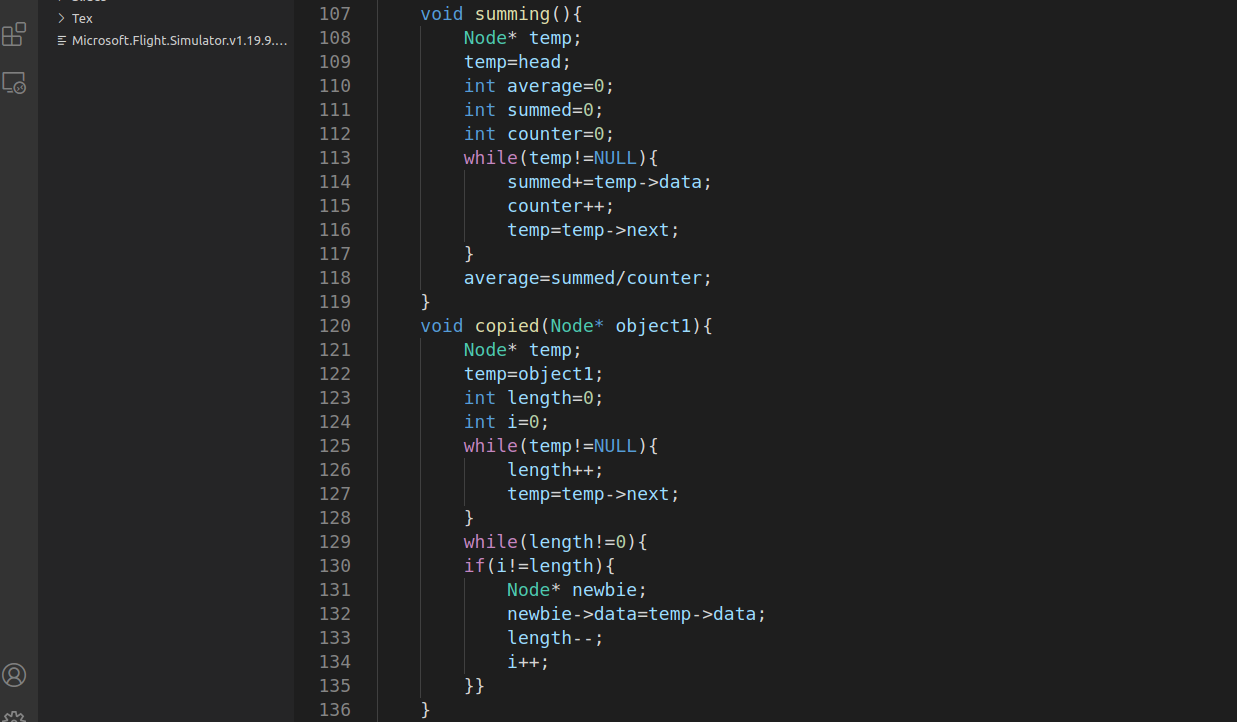 Tex
Microsoft.Flight.Simulator.v1.19.9....
107 void summing(){
108 Node* temp;
109 temp=head;
110 int average=0;
111 int summed=0;
112 int counter=0;
113 while(temp!=NULL){
114 summed+=temp->data;
115 counter++;
116 temp=temp->next;
117 }
118 average=summed/counter;
119 }
120 void copied(Node* object1){
121 Node* temp;
122 temp=object1;
123 int length=0;
124 int i=0;
125 while(temp!=NULL){
126 length++;
127 temp=temp->next;
128 }
129 while(length!=0){
130 if(i!=length){
131 Node* newbie;
132 newbie->data=temp->data;
133 length--;
134 i++;
135 }}
136 }